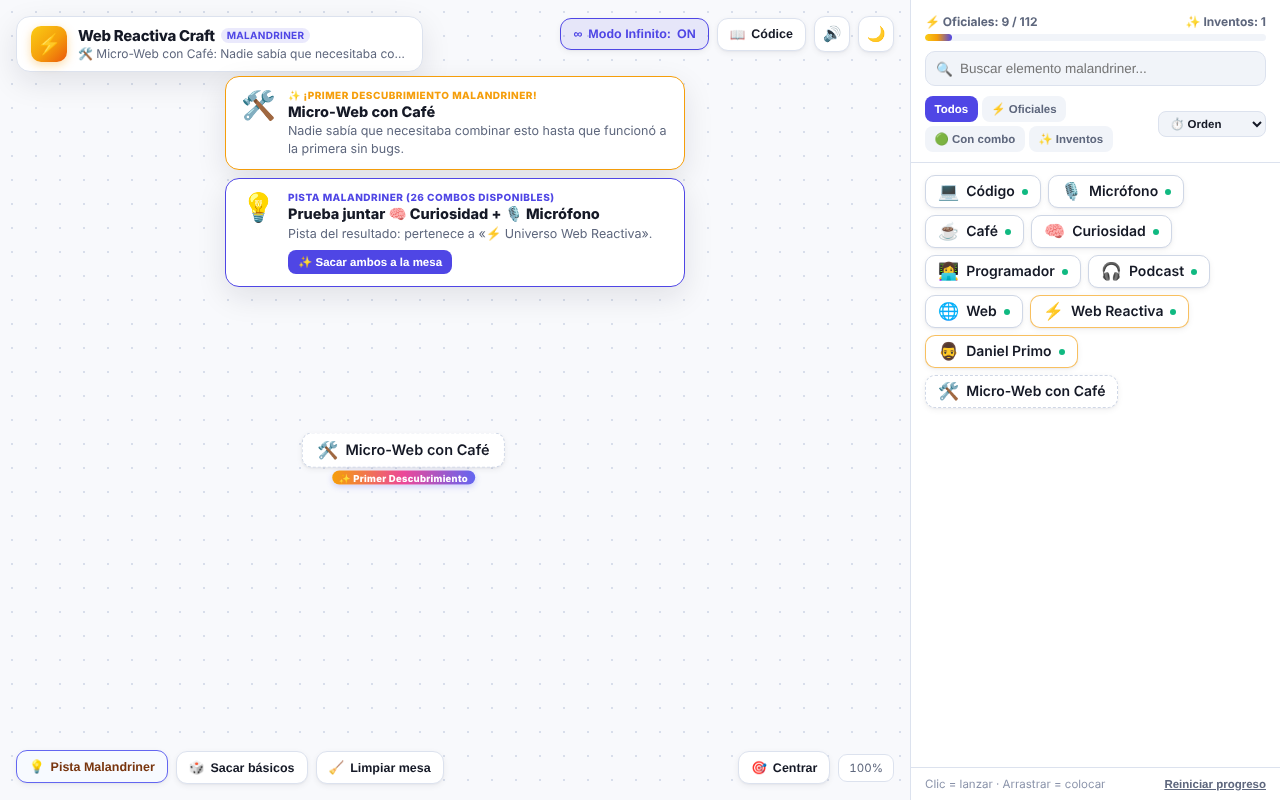 Web Reactiva Craft MALANDRINER
🛠️ Micro-Web con Café: Nadie sabía que necesitaba co...
∞ Modo Infinito: ON
📖 Códice
✨ ¡PRIMER DESCUBRIMIENTO MALANDRINER!
Micro-Web con Café
Nadie sabía que necesitaba combinar esto hasta que funcionó a
la primera sin bugs.
PISTA MALANDRINER (26 COMBOS DISPONIBLES)
Prueba juntar 🧠 Curiosidad + 🎙️ Micrófono
Pista del resultado: pertenece a «⚡ Universo Web Reactiva».
✨ Sacar ambos a la mesa
🛠️ Micro-Web con Café
✨ Primer Descubrimiento
💡 Pista Malandriner
🎲 Sacar básicos
🧹 Limpiar mesa
🎯 Centrar
100%
⚡ Oficiales: 9 / 112
✨ Inventos: 1
🔍 Buscar elemento malandriner...
Todos
⚡ Oficiales
🟢 Con combo
✨ Inventos
⏱️ Orden
💻 Código
🎙️ Micrófono
☕ Café
🧠 Curiosidad
👩‍💻 Programador
🎧 Podcast
🌐 Web
⚡ Web Reactiva
🧔‍♂️ Daniel Primo
🛠️ Micro-Web con Café
Clic = lanzar · Arrastrar = colocar
Reiniciar progreso